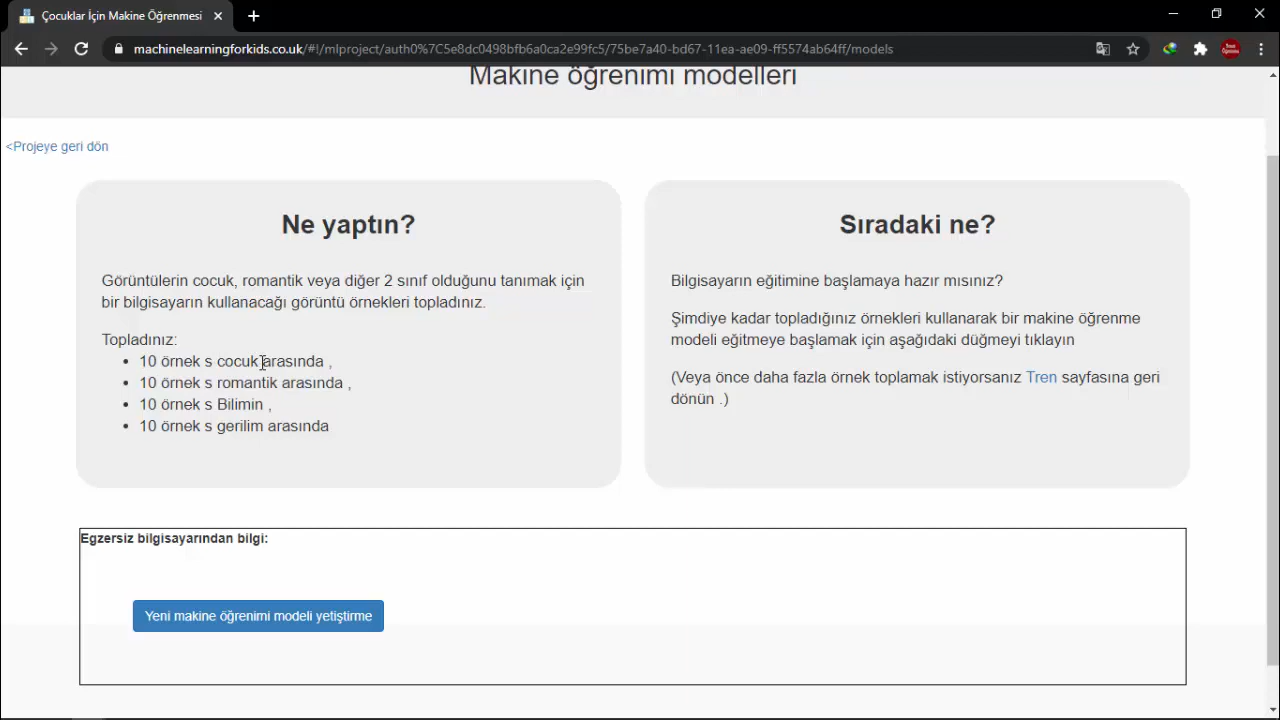 Çocuklar İçin Makine Öğrenmesi
machinelearningforkids.co.uk/#!/mlproject/auth0%7C5e8dc0498bfb6a0ca2e99fc5/75be7a40-bd67-11ea-ae09-ff5574ab64ff/models
Makine öğrenimi modelleri
<Projeye geri dön
Ne yaptın?
Görüntülerin cocuk, romantik veya diğer 2 sınıf olduğunu tanımak için
bir bilgisayarın kullanacağı görüntü örnekleri topladınız.
Topladınız:
• 10 örnek s cocuk arasında ,
• 10 örnek s romantik arasında ,
• 10 örnek s Bilimin ,
• 10 örnek s gerilim arasında
Sıradaki ne?
Bilgisayarın eğitimine başlamaya hazır mısınız?
Şimdiye kadar topladığınız örnekleri kullanarak bir makine öğrenme
modeli eğitmeye başlamak için aşağıdaki düğmeyi tıklayın
(Veya önce daha fazla örnek toplamak istiyorsanız Tren sayfasına geri
dönün .)
Egzersiz bilgisayarından bilgi:
Yeni makine öğrenimi modeli yetiştirme